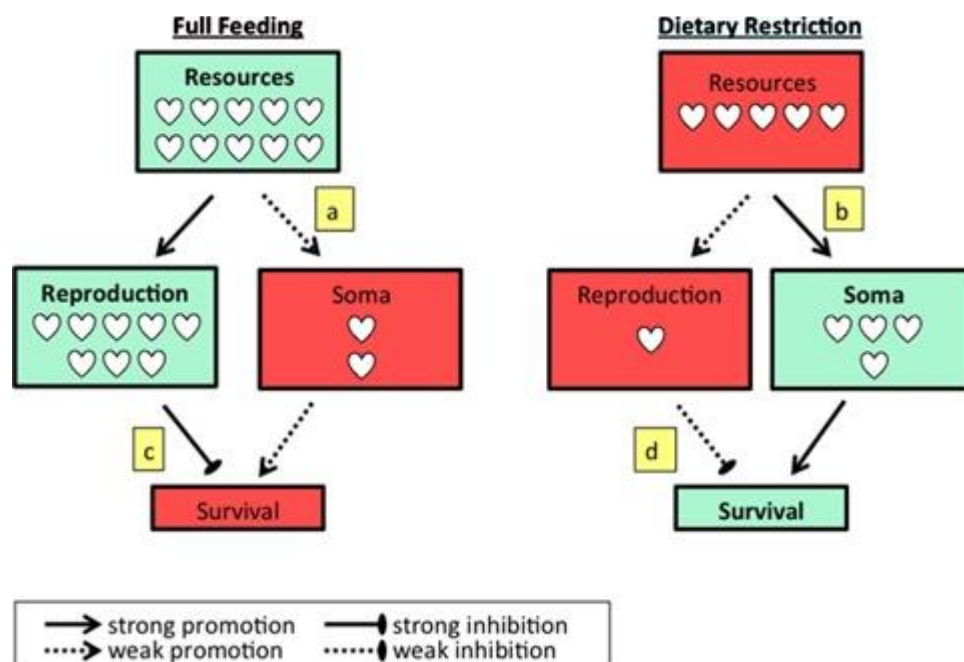 Full Feeding
Dietary Restriction
Resources
Resources
a
b
Reproduction
Soma
Reproduction
Soma
c
d
Survival
Survival
strong promotion
strong inhibition
weak promotion
weak inhibition